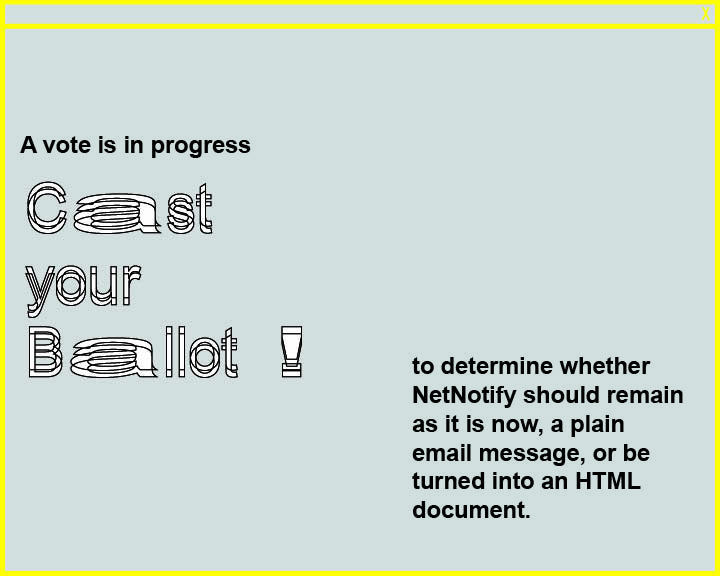 X
A vote is in progress
Cast
your
Ballot !
to determine whether
NetNotify should remain
as it is now, a plain
email message, or be
turned into an HTML
document.